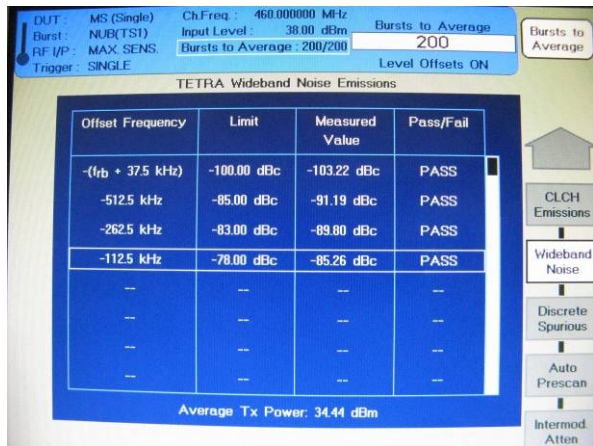 DUT : MS (Single) Ch.Freq. : 460.000000 MHz
Burst : NUB(TS1) Input Level : 38.00 dBm
RF I/P : MAX. SENS. Bursts to Average : 200/200
Trigger : SINGLE
Bursts to Average
200
Level Offsets ON
Bursts to
Average
TETRA Wideband Noise Emissions
Offset Frequency Limit Measured Value Pass/Fail
-(frb + 37.5 kHz) -100.00 dBc -103.22 dBc PASS
-512.5 kHz -85.00 dBc -91.19 dBc PASS
-262.5 kHz -83.00 dBc -89.80 dBc PASS
-112.5 kHz -78.00 dBc -85.26 dBc PASS
-- -- -- --
-- -- -- --
-- -- -- --
-- -- -- --
Average Tx Power: 34.44 dBm
CLCH
Emissions
Wideband
Noise
Discrete
Spurious
Auto
Prescan
Intermod.
Atten